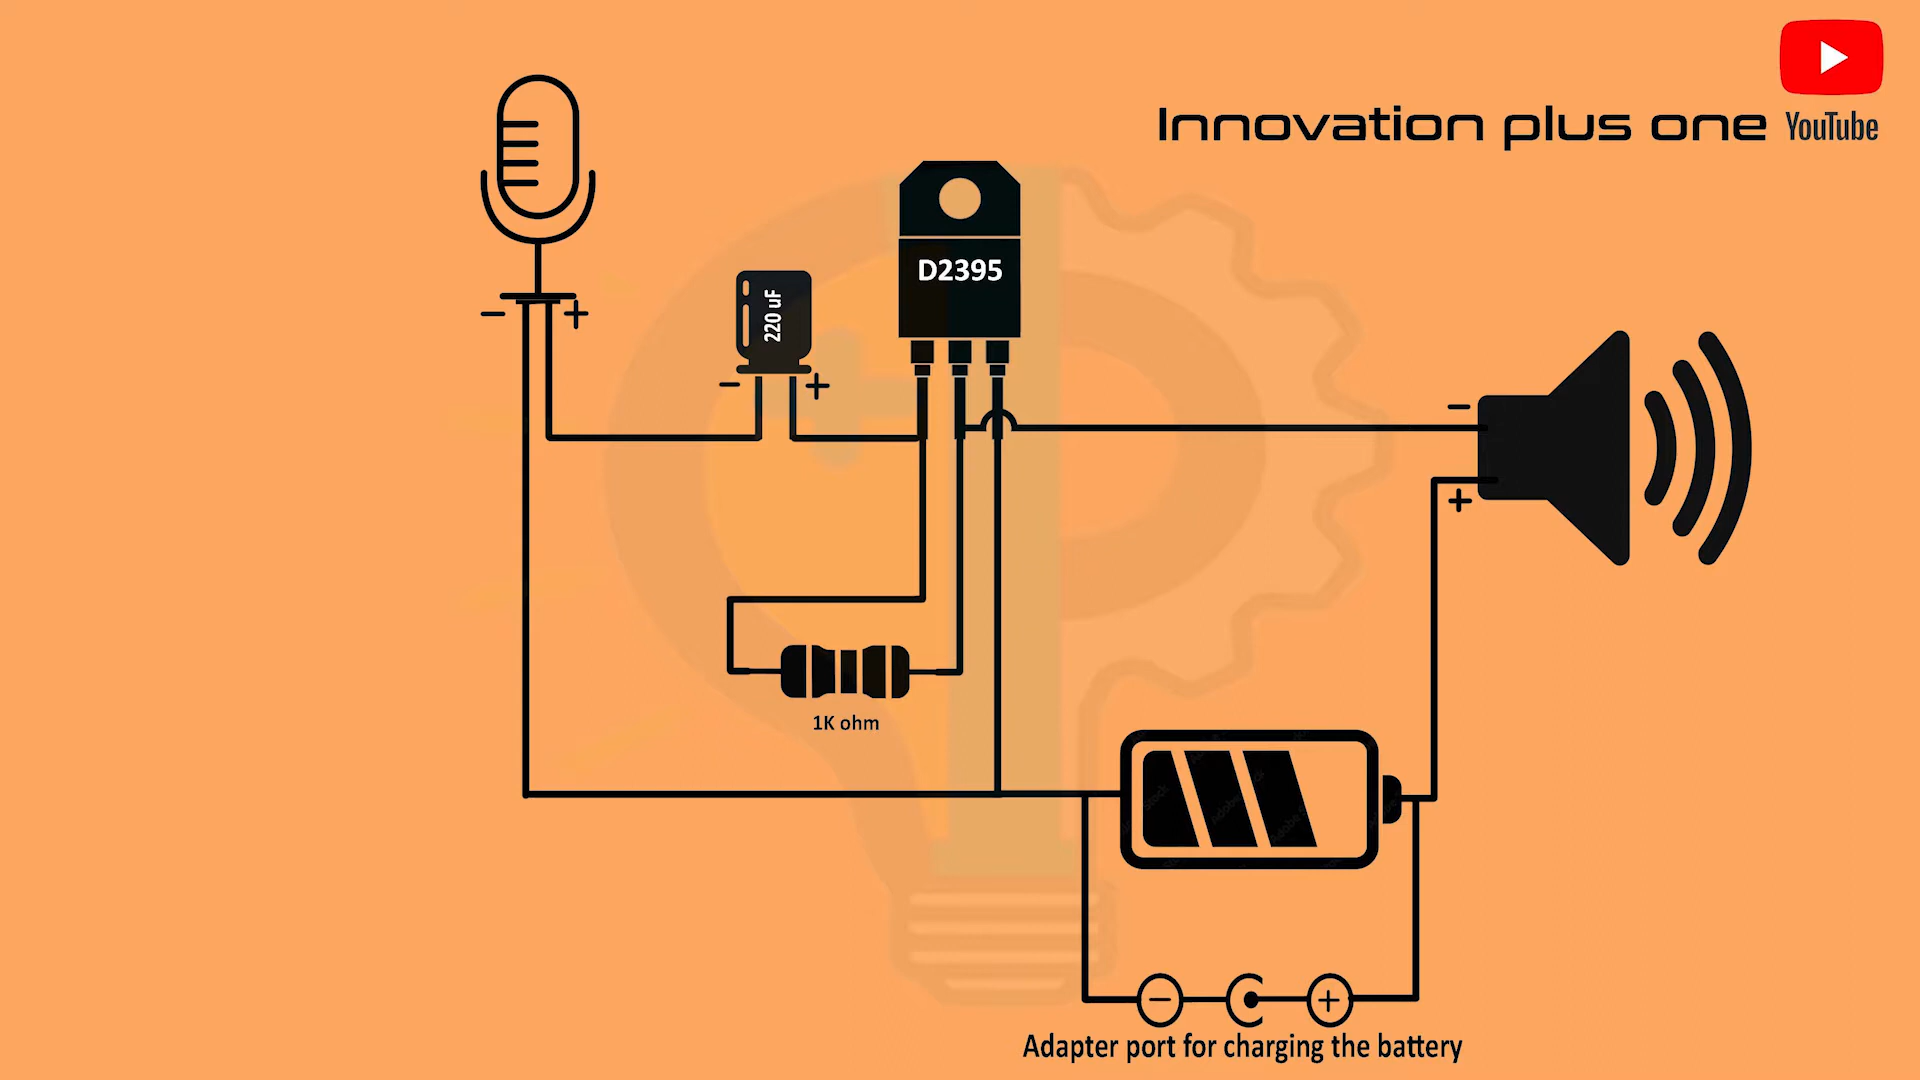 Innovation plus one
YouTube
D2395
220 uF
− +
− +
−
+
1K ohm
− +
Adapter port for charging the battery